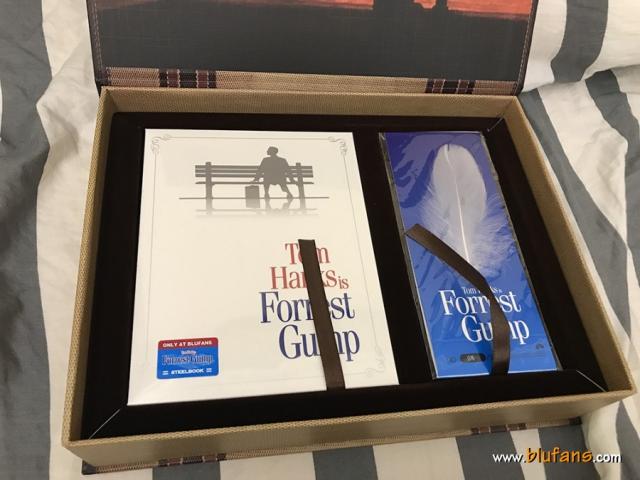 Tom
Hanks is
Forrest
Gump
ONLY AT BLUFANS
Forrest Gump
STEELBOOK
Tom Hanks is
Forrest
Gump
www.blufans.com